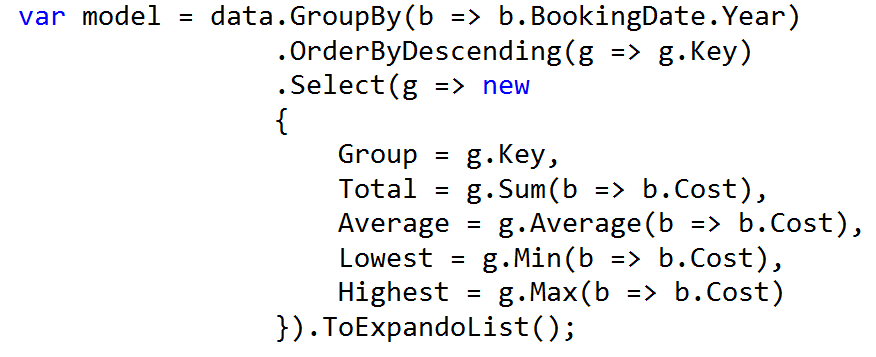 var model = data.GroupBy(b => b.BookingDate.Year)
                .OrderByDescending(g => g.Key)
                .Select(g => new
                {
                    Group = g.Key,
                    Total = g.Sum(b => b.Cost),
                    Average = g.Average(b => b.Cost),
                    Lowest = g.Min(b => b.Cost),
                    Highest = g.Max(b => b.Cost)
                }).ToExpandoList();